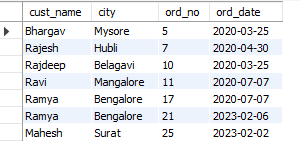 cust_name city ord_no ord_date
Bhargav Mysore 5 2020-03-25
Rajesh Hubli 7 2020-04-30
Rajdeep Belagavi 10 2020-03-25
Ravi Mangalore 11 2020-07-07
Ramya Bengalore 17 2020-07-07
Ramya Bengalore 21 2023-02-06
Mahesh Surat 25 2023-02-02